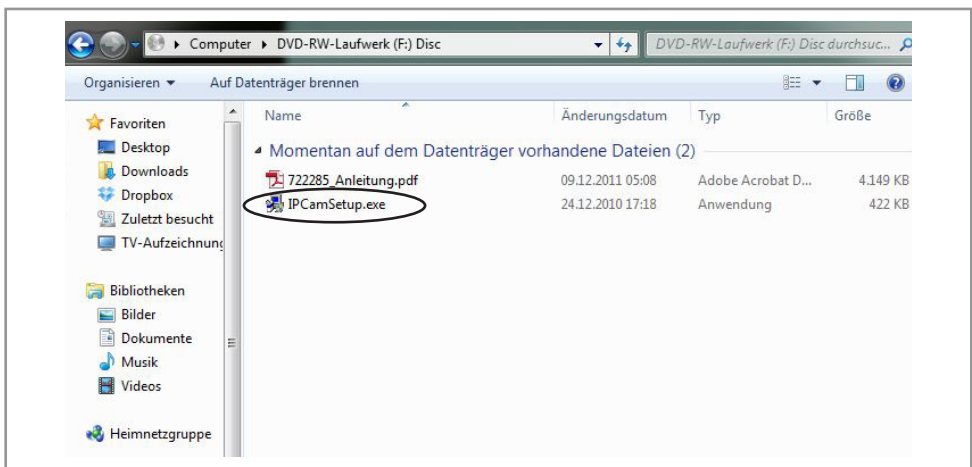 Computer ▸ DVD-RW-Laufwerk (F:) Disc
DVD-RW-Laufwerk (F:) Disc durchsuc...
Organisieren Auf Datenträger brennen
Name Änderungsdatum Typ Größe
Favoriten
Desktop
Downloads
Dropbox
Zuletzt besucht
TV-Aufzeichnung
Bibliotheken
Bilder
Dokumente
Musik
Videos
Heimnetzgruppe
Momentan auf dem Datenträger vorhandene Dateien (2)
722285_Anleitung.pdf 09.12.2011 05:08 Adobe Acrobat D... 4.149 KB
IPCamSetup.exe 24.12.2010 17:18 Anwendung 422 KB